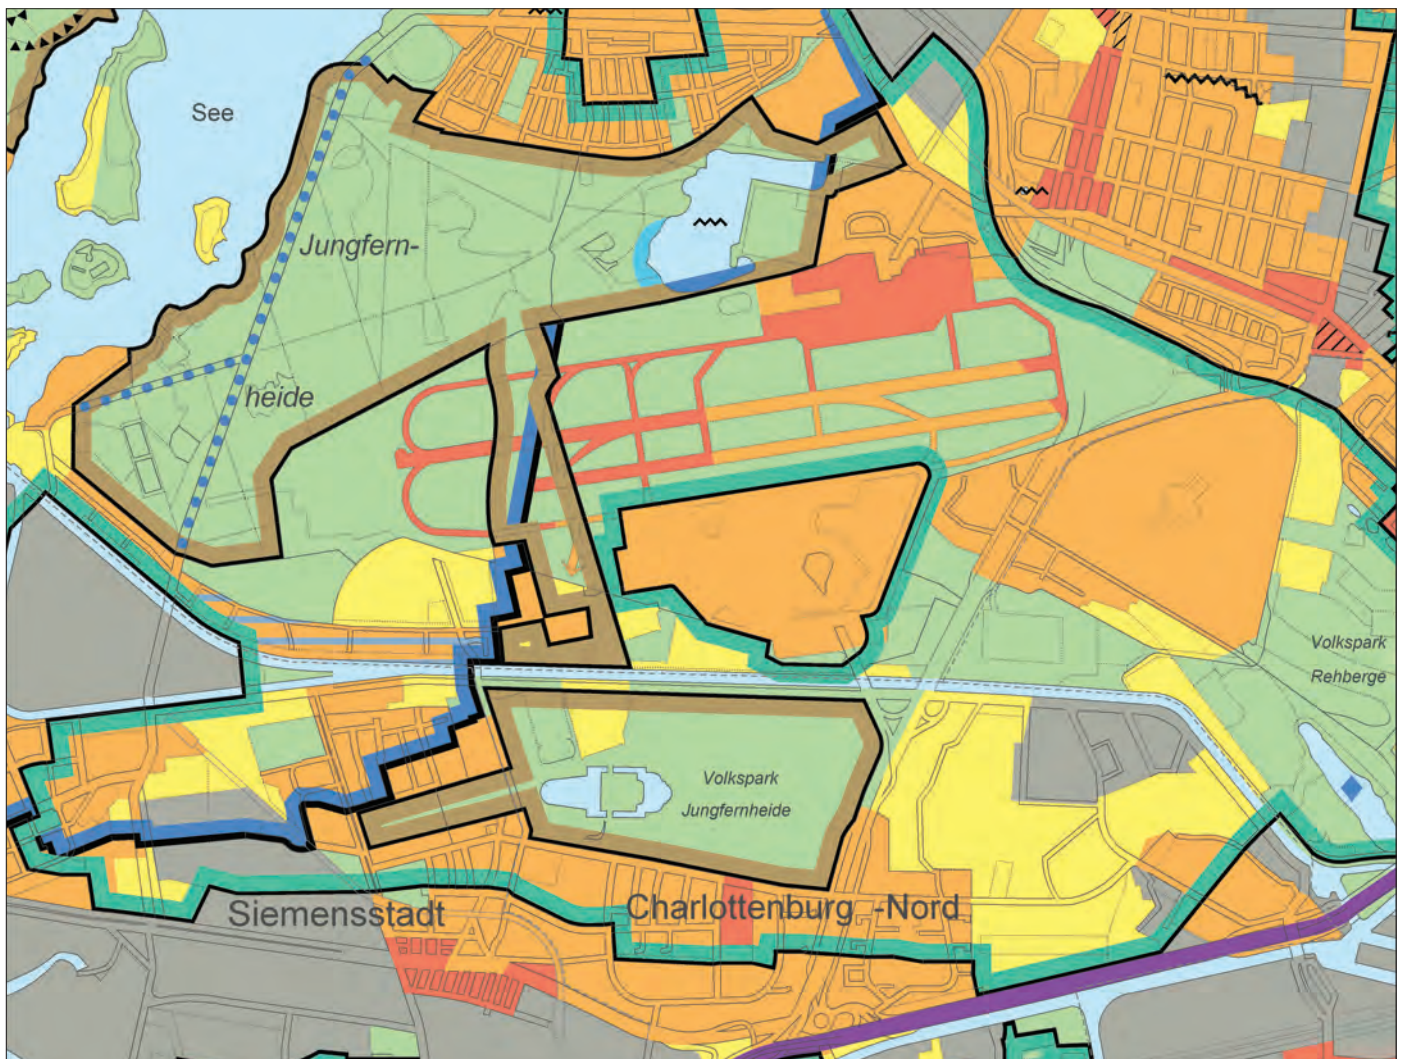 See
Jungfern-
heide
Volkspark
Rehberge
Volkspark
Jungfernheide
Siemensstadt
Charlottenburg -Nord